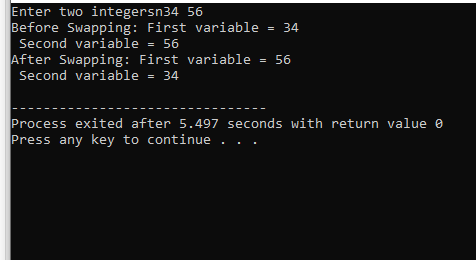 Enter two integersn34 56
Before Swapping: First variable = 34
 Second variable = 56
After Swapping: First variable = 56
 Second variable = 34
--------------------------------
Process exited after 5.497 seconds with return value 0
Press any key to continue . . .